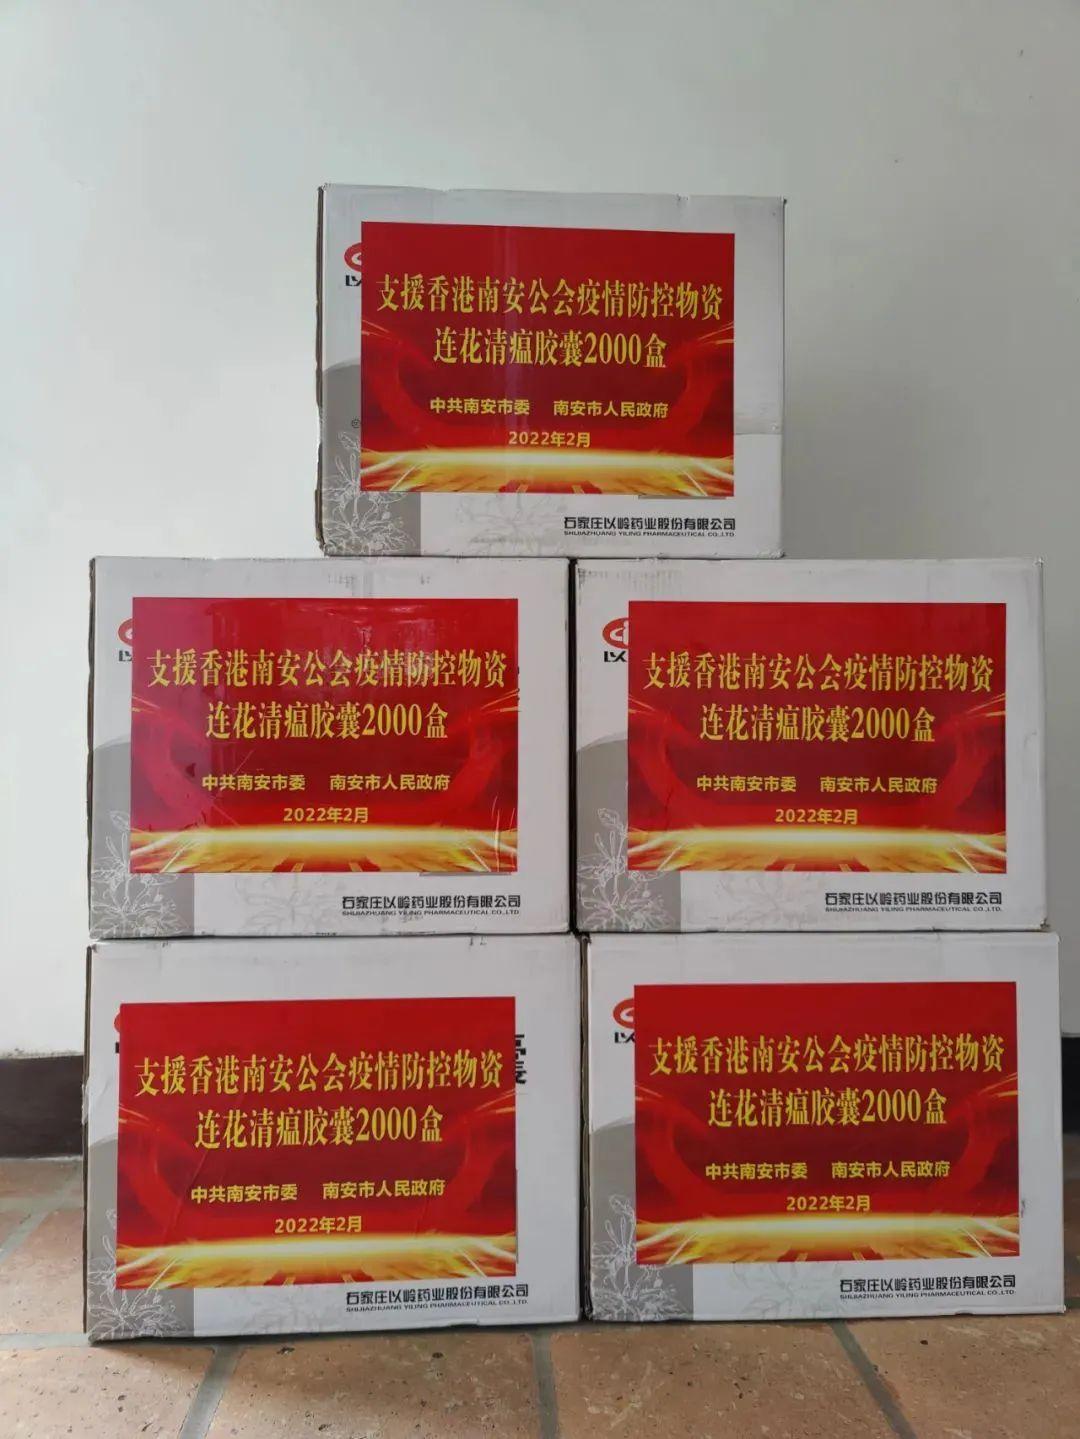 支援香港南安公会疫情防控物资
连花清瘟胶囊2000盒
中共南安市委 南安市人民政府
2022年2月
石家庄以岭药业股份有限公司
SHIJIAZHUANG YILING PHARMACEUTICAL CO.,LTD.
支援香港南安公会疫情防控物资
连花清瘟胶囊2000盒
中共南安市委 南安市人民政府
2022年2月
石家庄以岭药业股份有限公司
SHIJIAZHUANG YILING PHARMACEUTICAL CO.,LTD.
以
支援香港南安公会疫情防控物资
连花清瘟胶囊2000盒
中共南安市委 南安市人民政府
2022年2月
石家庄以岭药业股份有限公司
SHIJIAZHUANG YILING PHARMACEUTICAL CO.,LTD.
支援香港南安公会疫情防控物资
连花清瘟胶囊2000盒
中共南安市委 南安市人民政府
2022年2月
石家庄以岭药业股份有限公司
SHIJIAZHUANG YILING PHARMACEUTICAL CO.,LTD.
支援香港南安公会疫情防控物资
连花清瘟胶囊2000盒
中共南安市委 南安市人民政府
2022年2月
石家庄以岭药业股份有限公司
SHIJIAZHUANG YILING PHARMACEUTICAL CO.,LTD.